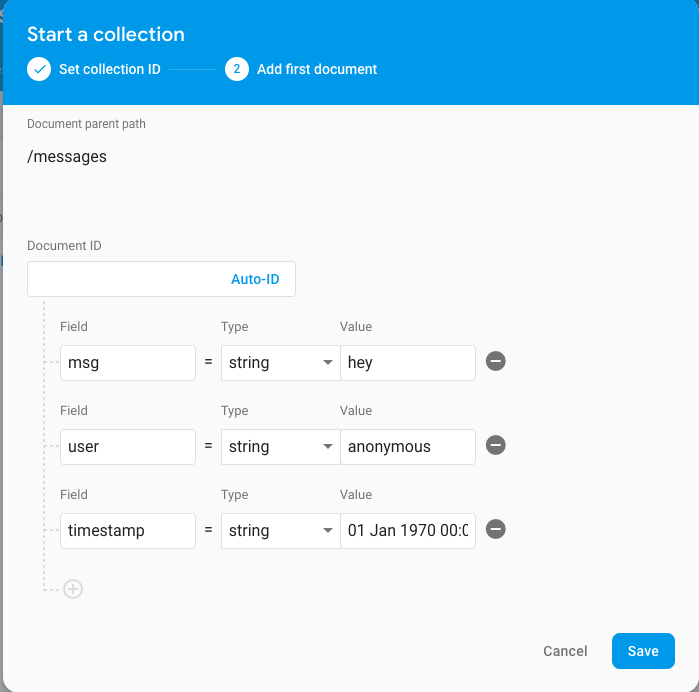 Start a collection
Set collection ID
2 Add first document
Document parent path
/messages
Document ID
Auto-ID
Field Type Value
msg = string hey
Field Type Value
user = string anonymous
Field Type Value
timestamp = string 01 Jan 1970 00:0
Cancel Save